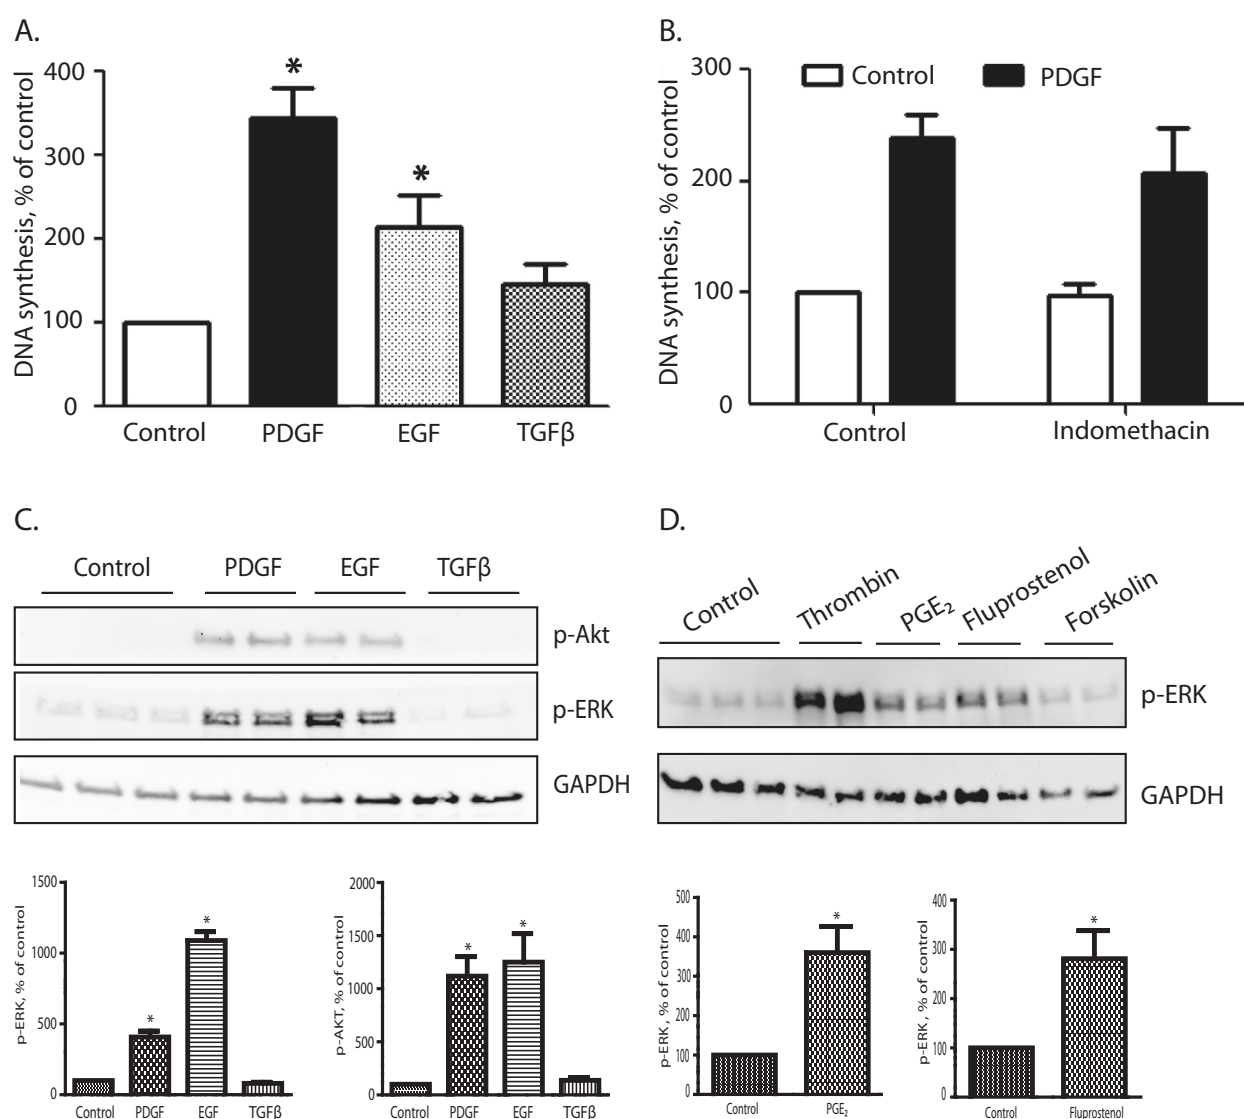 A.
DNA synthesis, % of control
400
300
200
100
0
*
*
Control PDGF EGF TGFβ
B.
DNA synthesis, % of control
300
200
100
0
Control PDGF
Control Indomethacin
C.
Control PDGF EGF TGFβ
p-Akt
p-ERK
GAPDH
p-ERK, % of control
1500
1000
500
0
*
*
Control PDGF EGF TGFβ
p-AKT, % of control
2000
1500
1000
500
0
*
*
Control PDGF EGF TGFβ
D.
Control Thrombin PGE₂ Fluprostenol Forskolin
p-ERK
GAPDH
p-ERK, % of control
500
400
300
200
100
0
*
Control PGE₂
p-ERK, % of control
400
300
200
100
0
*
Control Fluprostenol